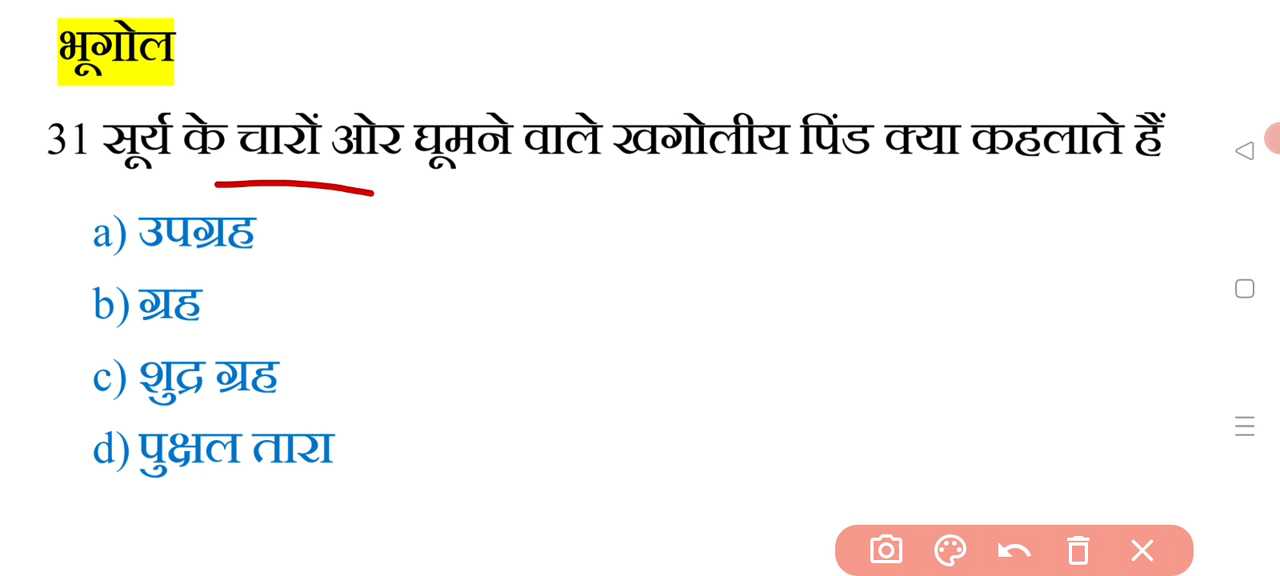 भूगोल
31 सूर्य के चारों ओर घूमने वाले खगोलीय पिंड क्या कहलाते हैं
a) उपग्रह
b) ग्रह
c) शुद्र ग्रह
d) पुक्षल तारा